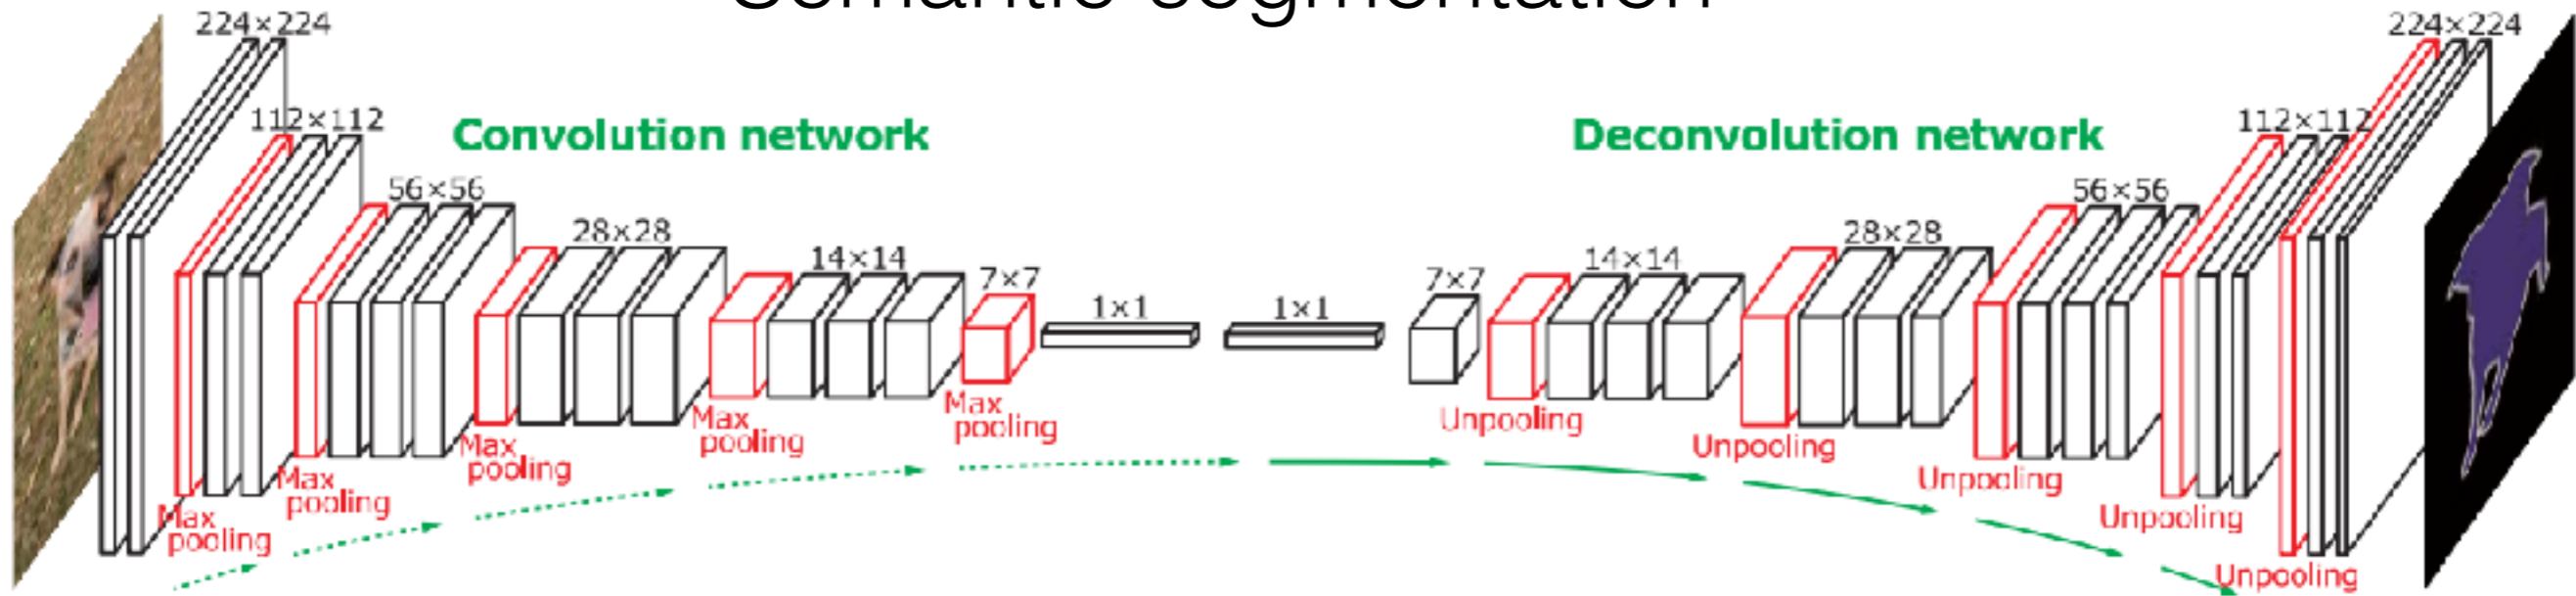 Semantic segmentation
224×224
112×112
Convolution network
56×56
28×28
14×14
7×7
1×1
1×1
7×7
14×14
28×28
56×56
Deconvolution network
112×112
224×224
Max
pooling
Max
pooling
Max
pooling
Max
pooling
Max
pooling
Unpooling
Unpooling
Unpooling
Unpooling
Unpooling